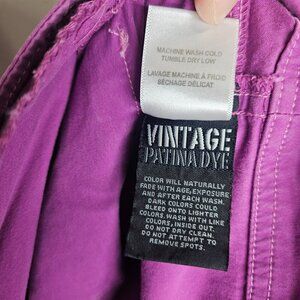 MACHINE WASH COLD
TUMBLE DRY LOW
LAVAGE MACHINE À FROID
SÉCHAGE DÉLICAT
VINTAGE
PATINA DYE
COLOR WILL NATURALLY
FADE WITH AGE, EXPOSURE
AND AFTER EACH WASH.
DARK COLORS COULD
BLEED ONTO LIGHTER
COLORS. WASH WITH LIKE
COLORS, INSIDE OUT.
DO NOT DRY CLEAN.
DO NOT ATTEMPT TO
REMOVE SPOTS.